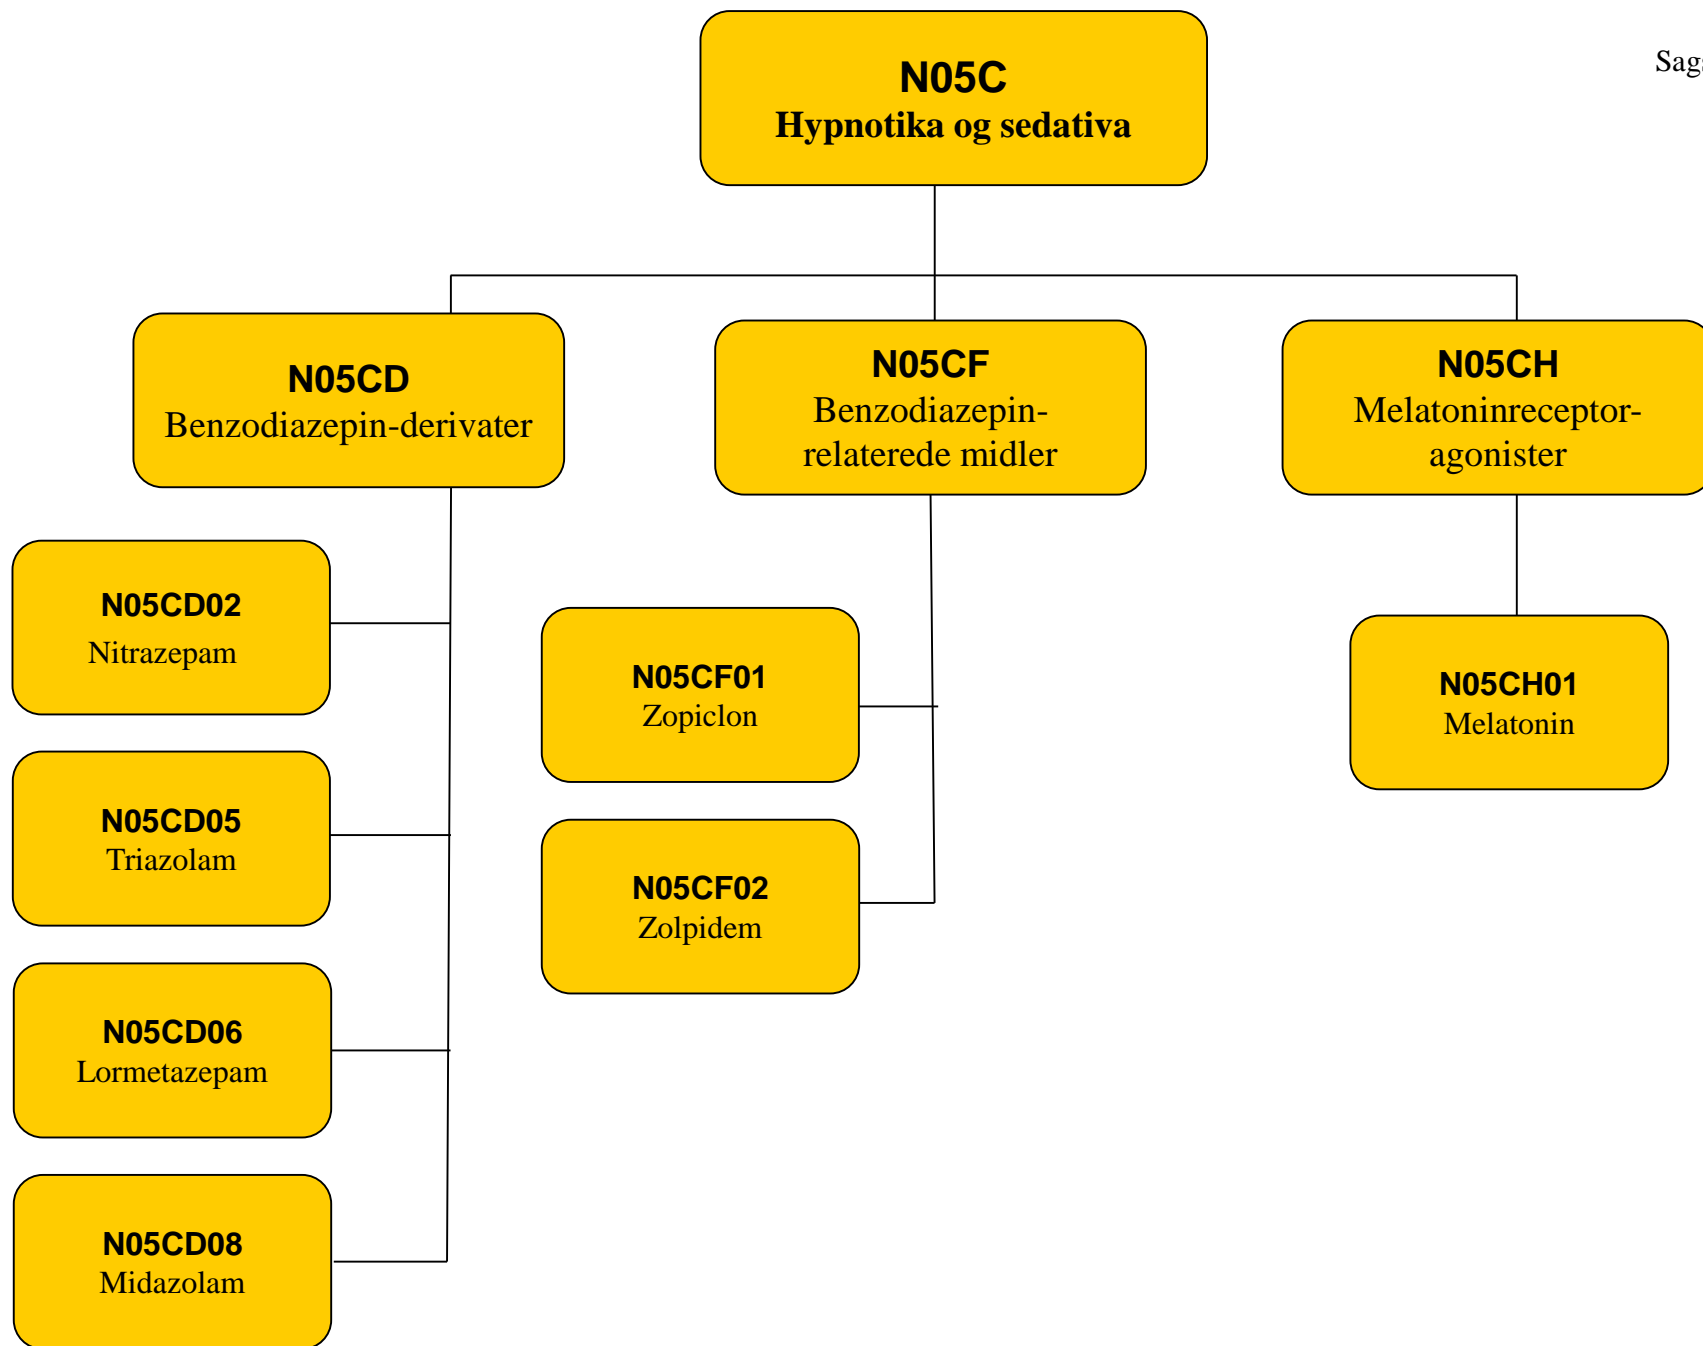 Sags
N05C
Hypnotika og sedativa
N05CD
Benzodiazepin-derivater
N05CF
Benzodiazepin-
relaterede midler
N05CH
Melatoninreceptor-
agonister
N05CD02
Nitrazepam
N05CD05
Triazolam
N05CD06
Lormetazepam
N05CD08
Midazolam
N05CF01
Zopiclon
N05CF02
Zolpidem
N05CH01
Melatonin